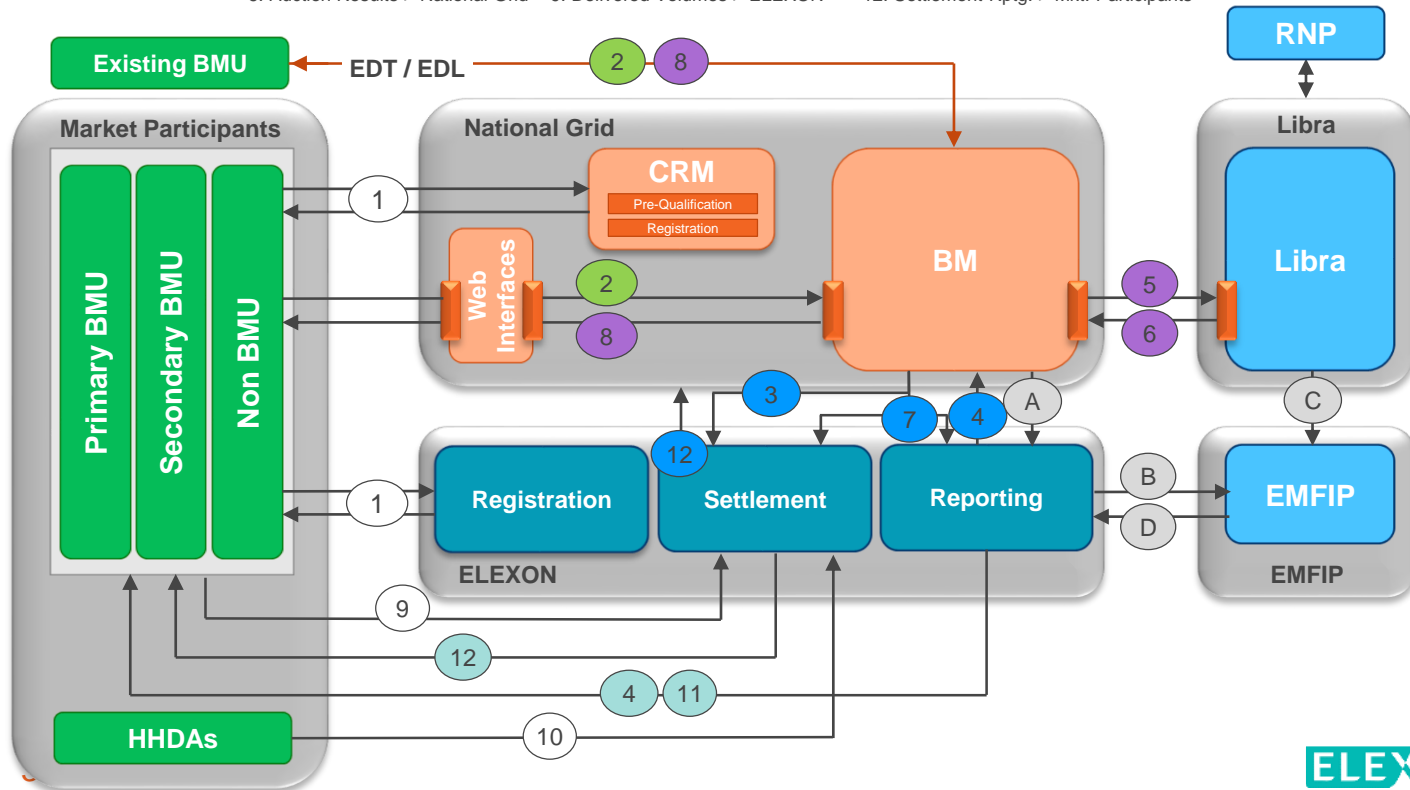 RNP
Existing BMU
EDT / EDL
2
8
Market Participants
National Grid
Libra
CRM
Pre-Qualification
Registration
1
Primary BMU
Secondary BMU
Non BMU
Web
Interfaces
2
8
BM
5
6
Libra
3
7
4
A
C
12
1
Registration
Settlement
Reporting
B
D
EMFIP
ELEXON
EMFIP
9
12
4
11
HHDAs
10
ELEX